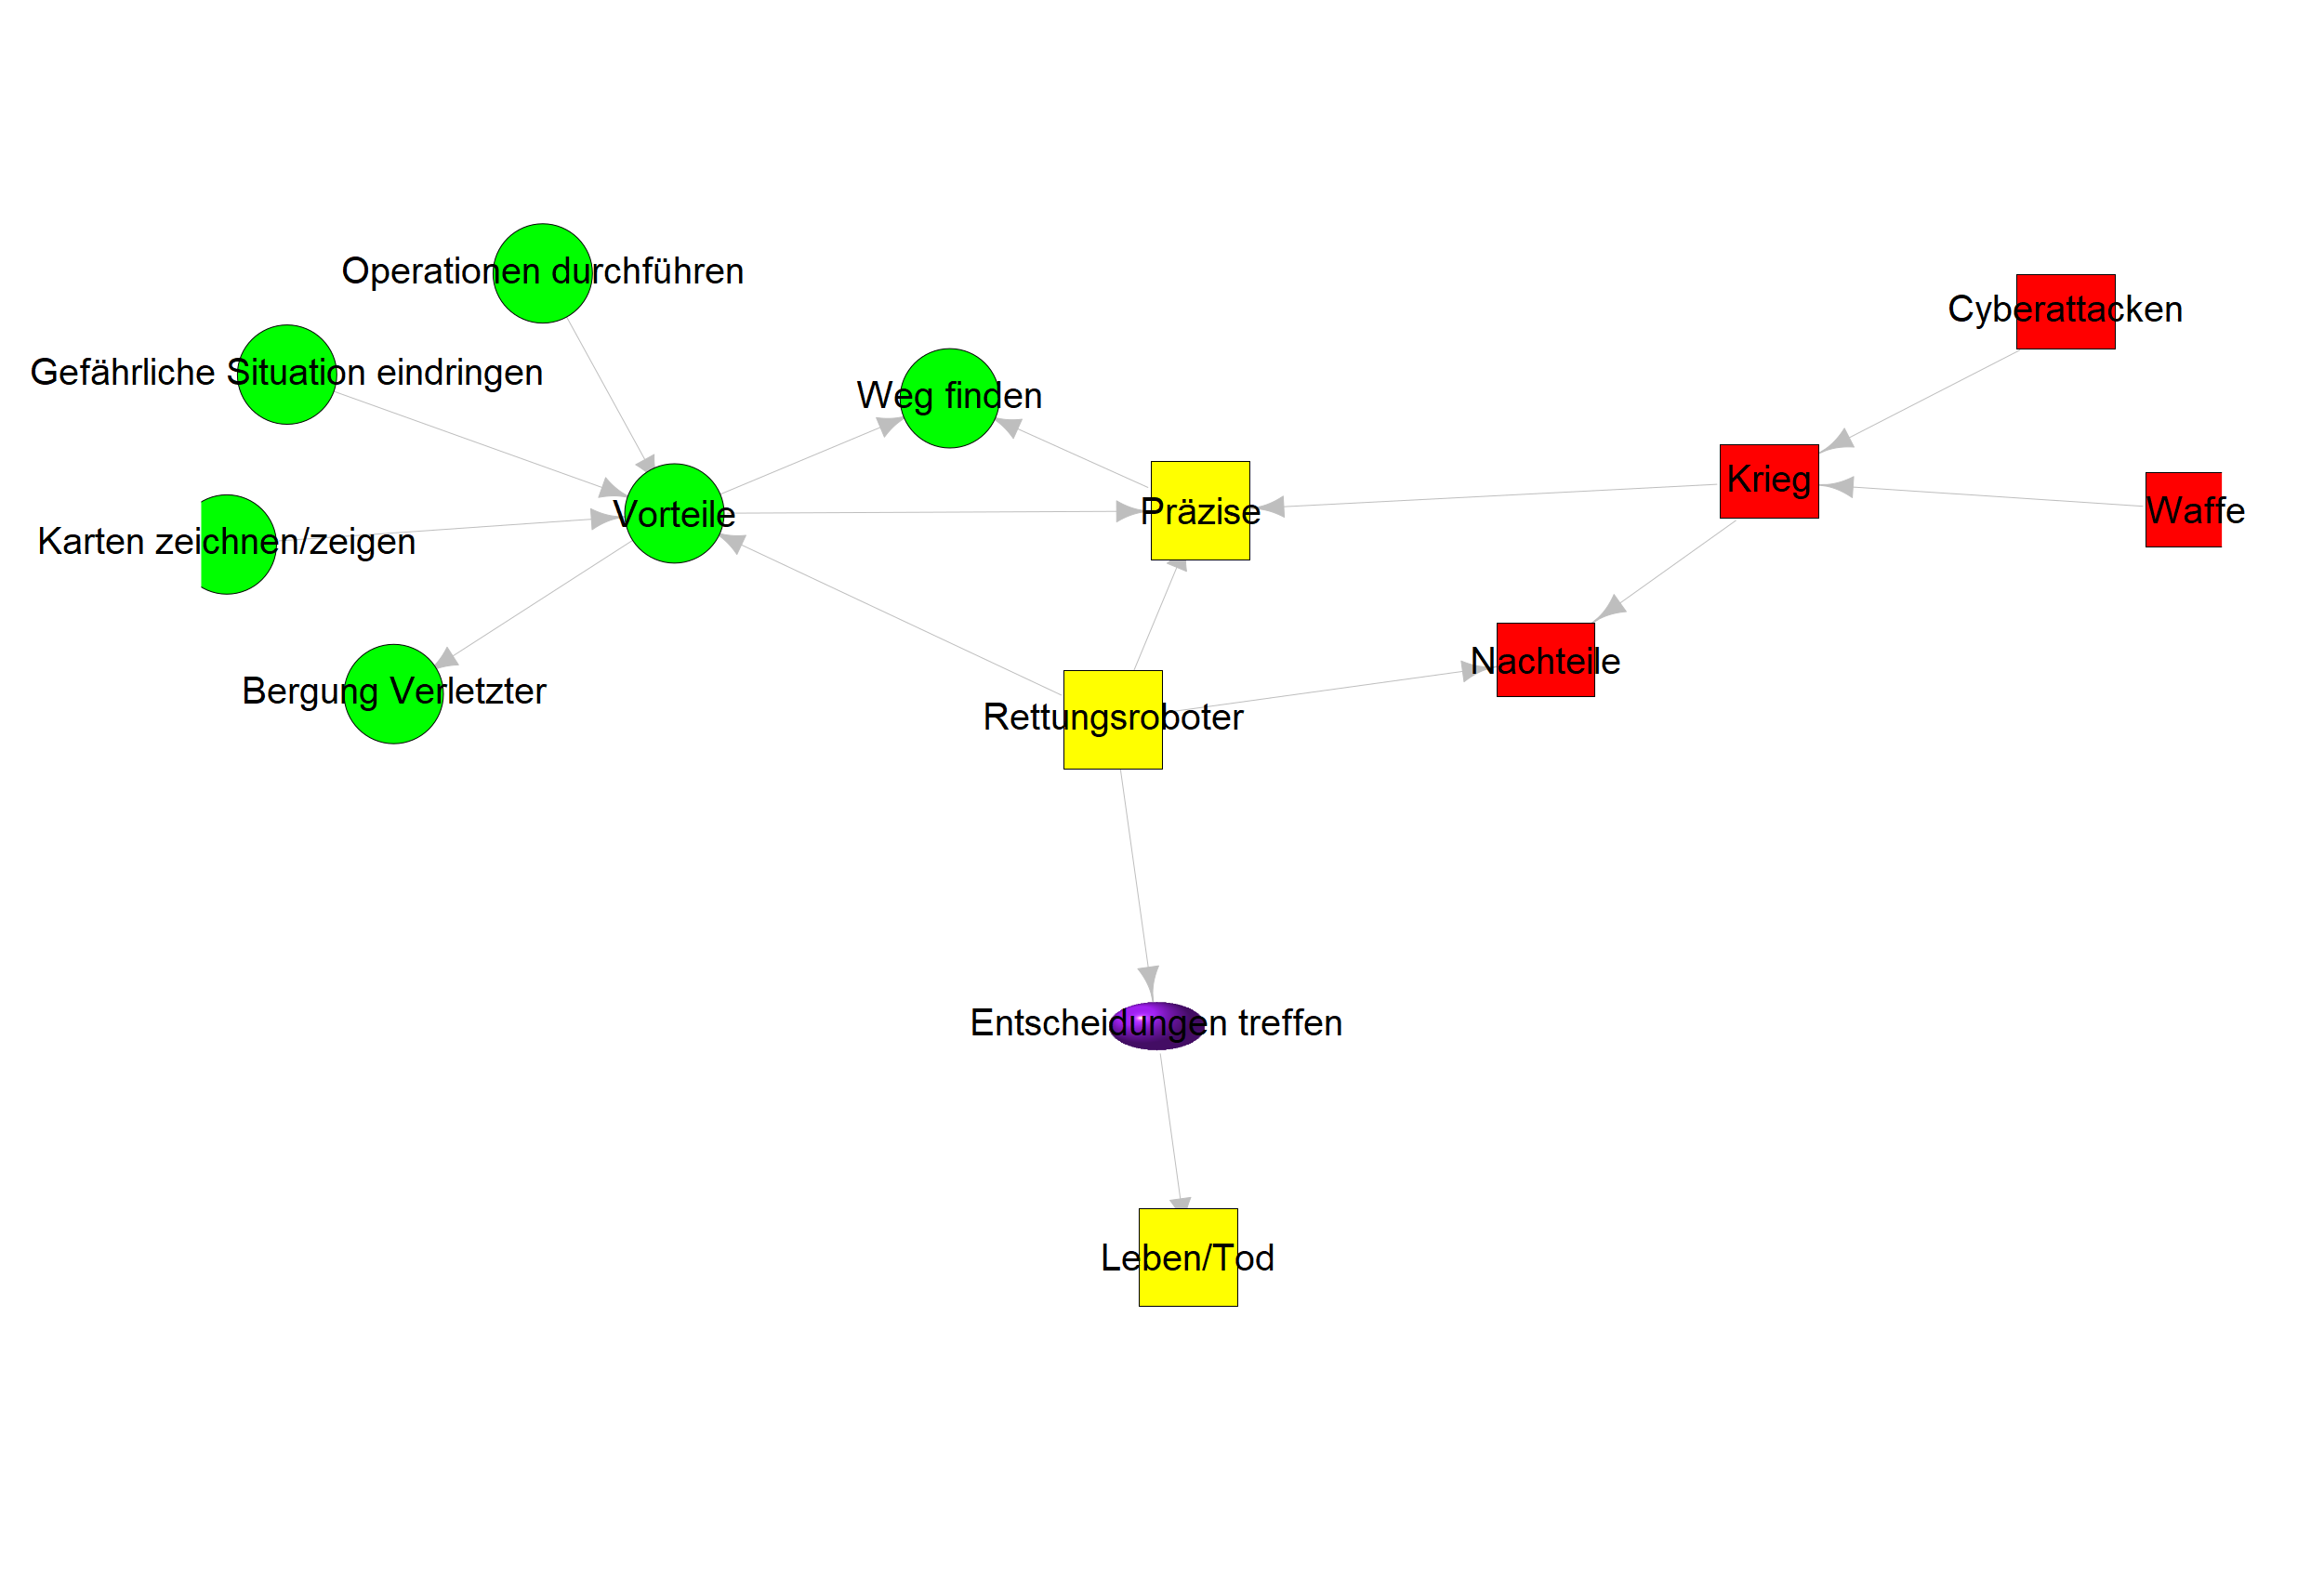 Operationen durchführen
Cyberattacken
Gefährliche Situation eindringen
Weg finden
Krieg
Vorteile
Präzise
Waffe
Karten zeichnen/zeigen
Nachteile
Bergung Verletzter
Rettungsroboter
Entscheidungen treffen
Leben/Tod